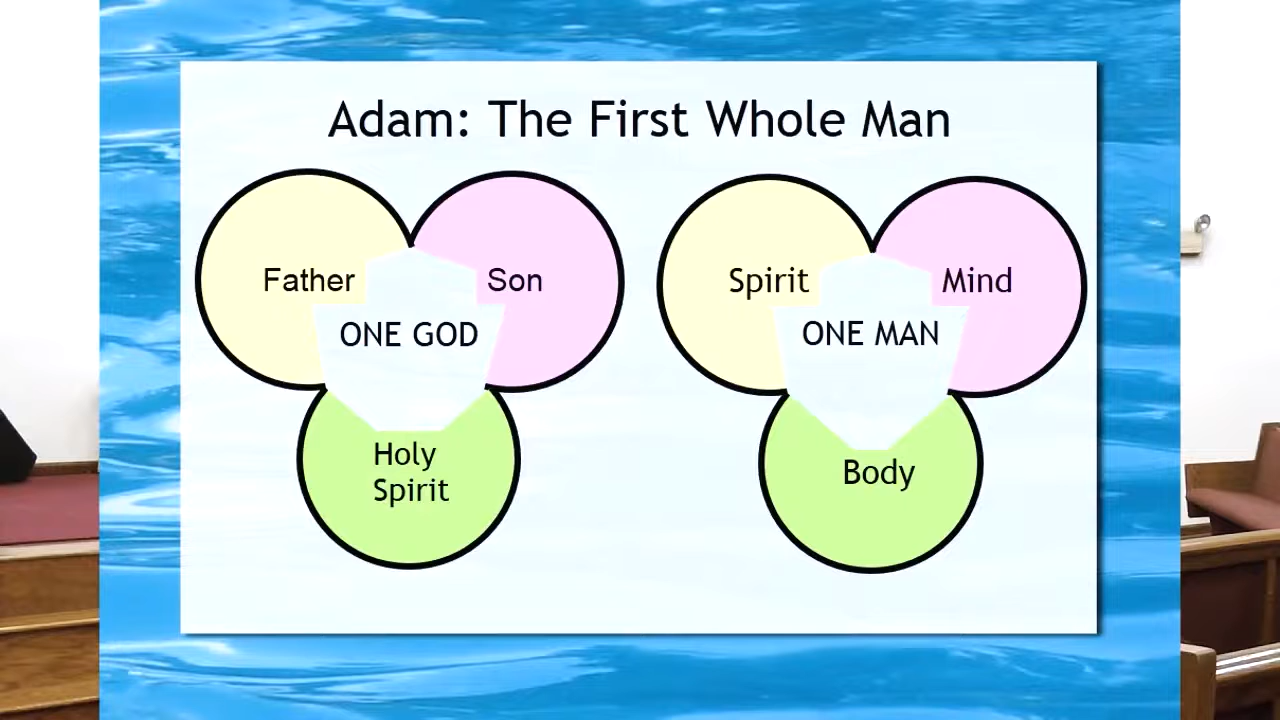 Adam: The First Whole Man
Father
Son
ONE GOD
Holy
Spirit
Spirit
Mind
ONE MAN
Body